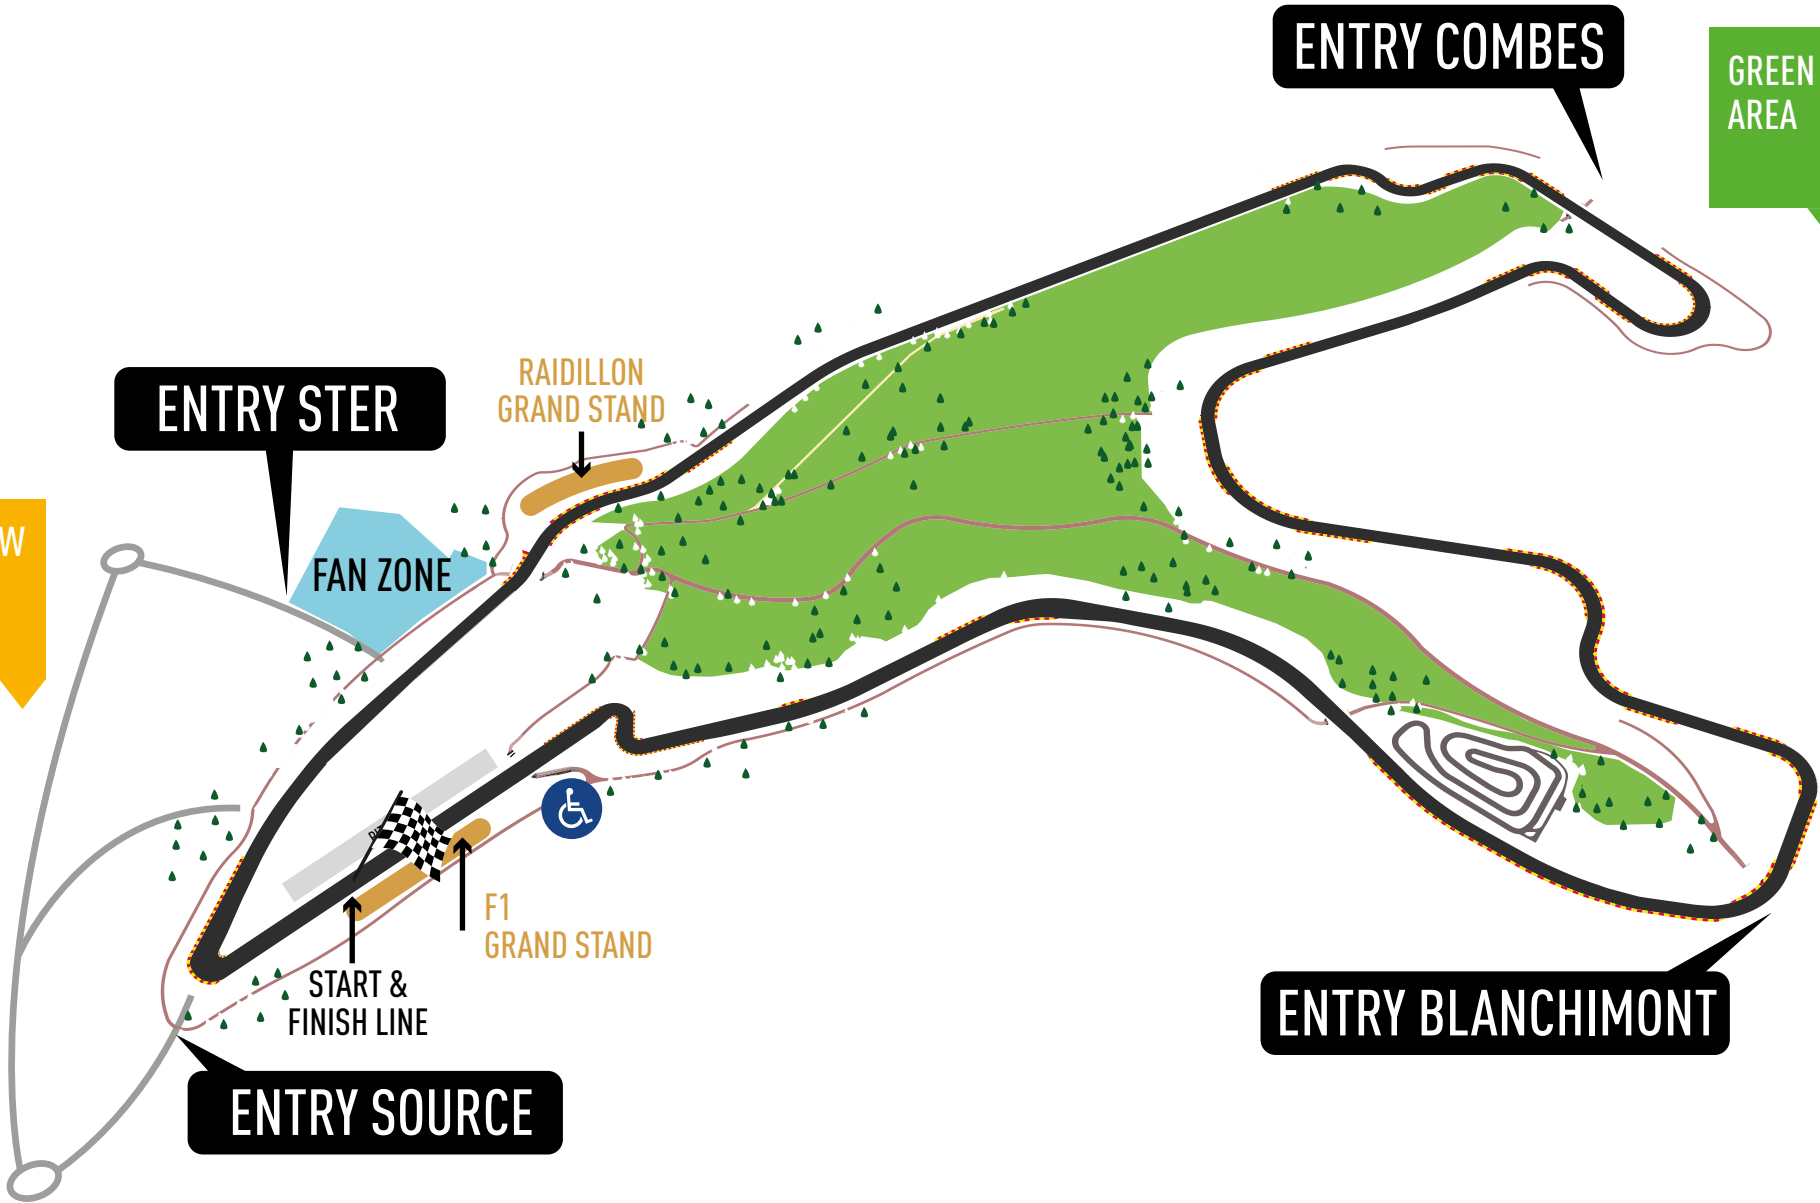 ENTRY COMBES
GREEN
AREA
RAIDILLON
GRAND STAND
ENTRY STER
W
FAN ZONE
F1
GRAND STAND
START &
FINISH LINE
ENTRY BLANCHIMONT
ENTRY SOURCE